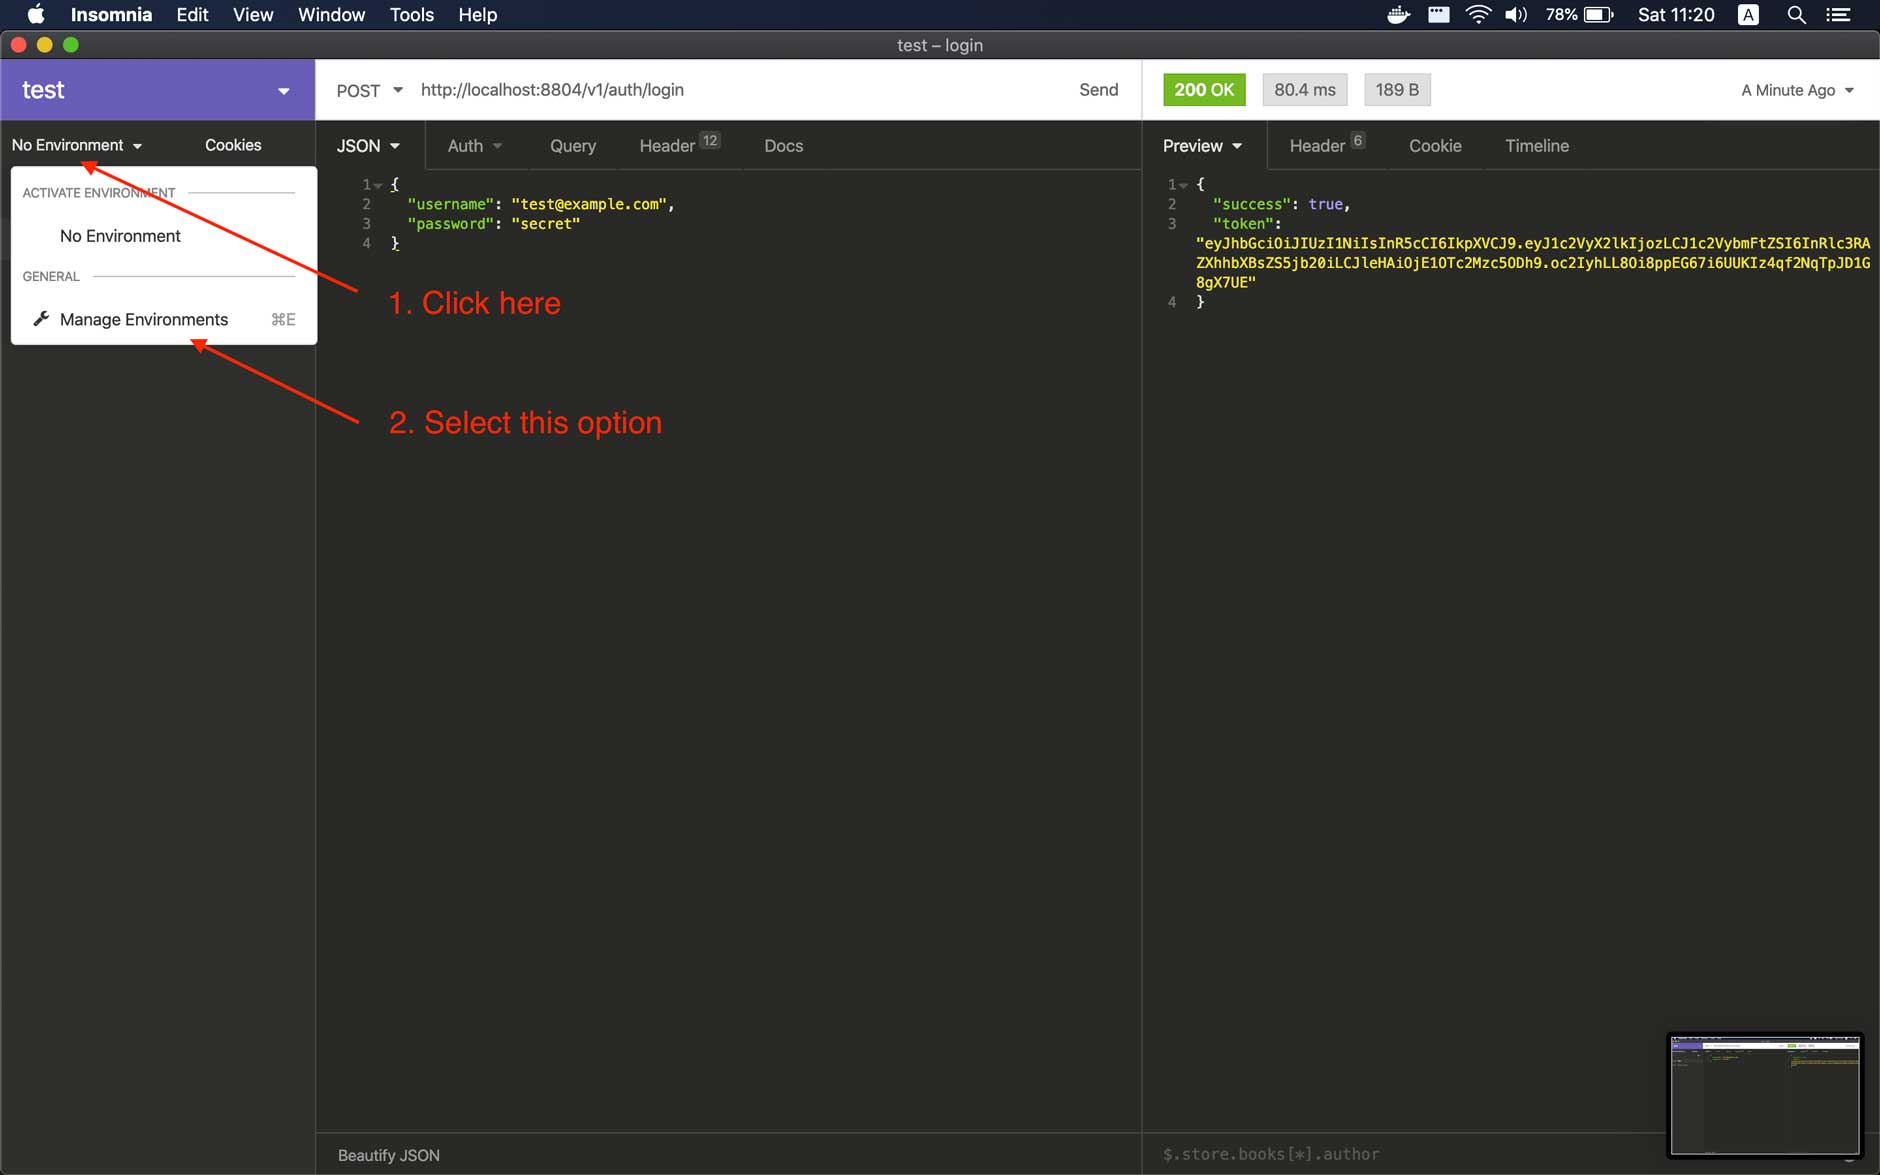 Insomnia Edit View Window Tools Help 78% Sat 11:20 A
test – login
test
POST http://localhost:8804/v1/auth/login Send
200 OK 80.4 ms 189 B A Minute Ago
No Environment Cookies
JSON Auth Query Header 12 Docs
Preview Header 6 Cookie Timeline
ACTIVATE ENVIRONMENT
No Environment
GENERAL
Manage Environments ⌘E
1 {
2 "username": "test@example.com",
3 "password": "secret"
4 }
1. Click here
2. Select this option
1 {
2 "success": true,
3 "token":
"eyJhbGciOiJIUzI1NiIsInR5cCI6IkpXVCJ9.eyJ1c2VyX2lkIjozLCJ1c2VybmFtZSI6InRlc3RA
ZXhhbXBsZS5jb20iLCJleHAiOjE1OTc2Mzc5ODh9.oc2IyhLL8Oi8ppEG67i6UUKIz4qf2NqTpJD1G
8gX7UE"
4 }
Beautify JSON
$.store.books[*].author